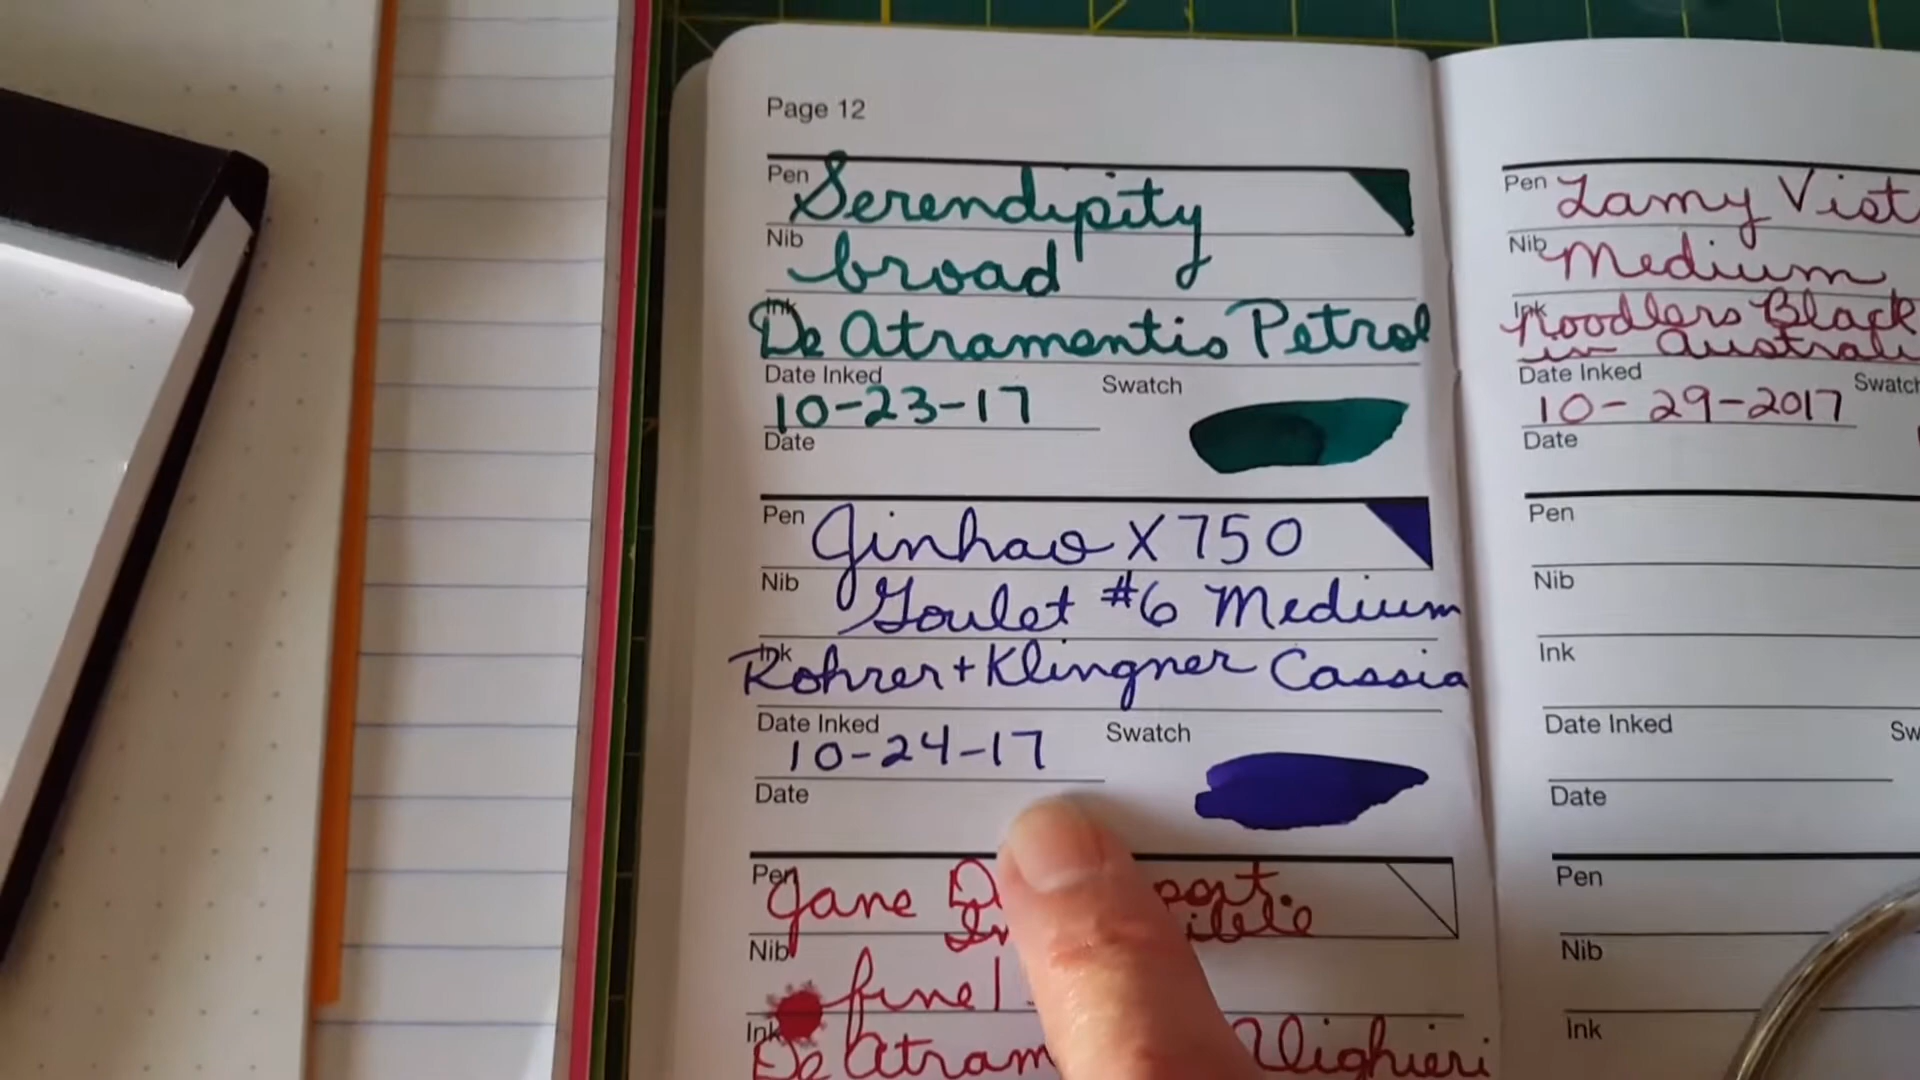 Page 12
Pen Serendipity
Nib broad
Ink De Atramentis Petrol
Date Inked
10-23-17
Swatch
Date
Pen Jinhao X750
Nib Goulet #6 Medium
Ink Rohrer + Klingner Cassia
Date Inked
10-24-17
Swatch
Date
Pen Jane
Nib fine
Ink De
Pen Lamy
Nib Medium
Ink Noodlers Black
in
Date Inked
10-29-2017
Swatch
Date
Pen
Nib
Ink
Date Inked
Date
Pen
Nib
Ink